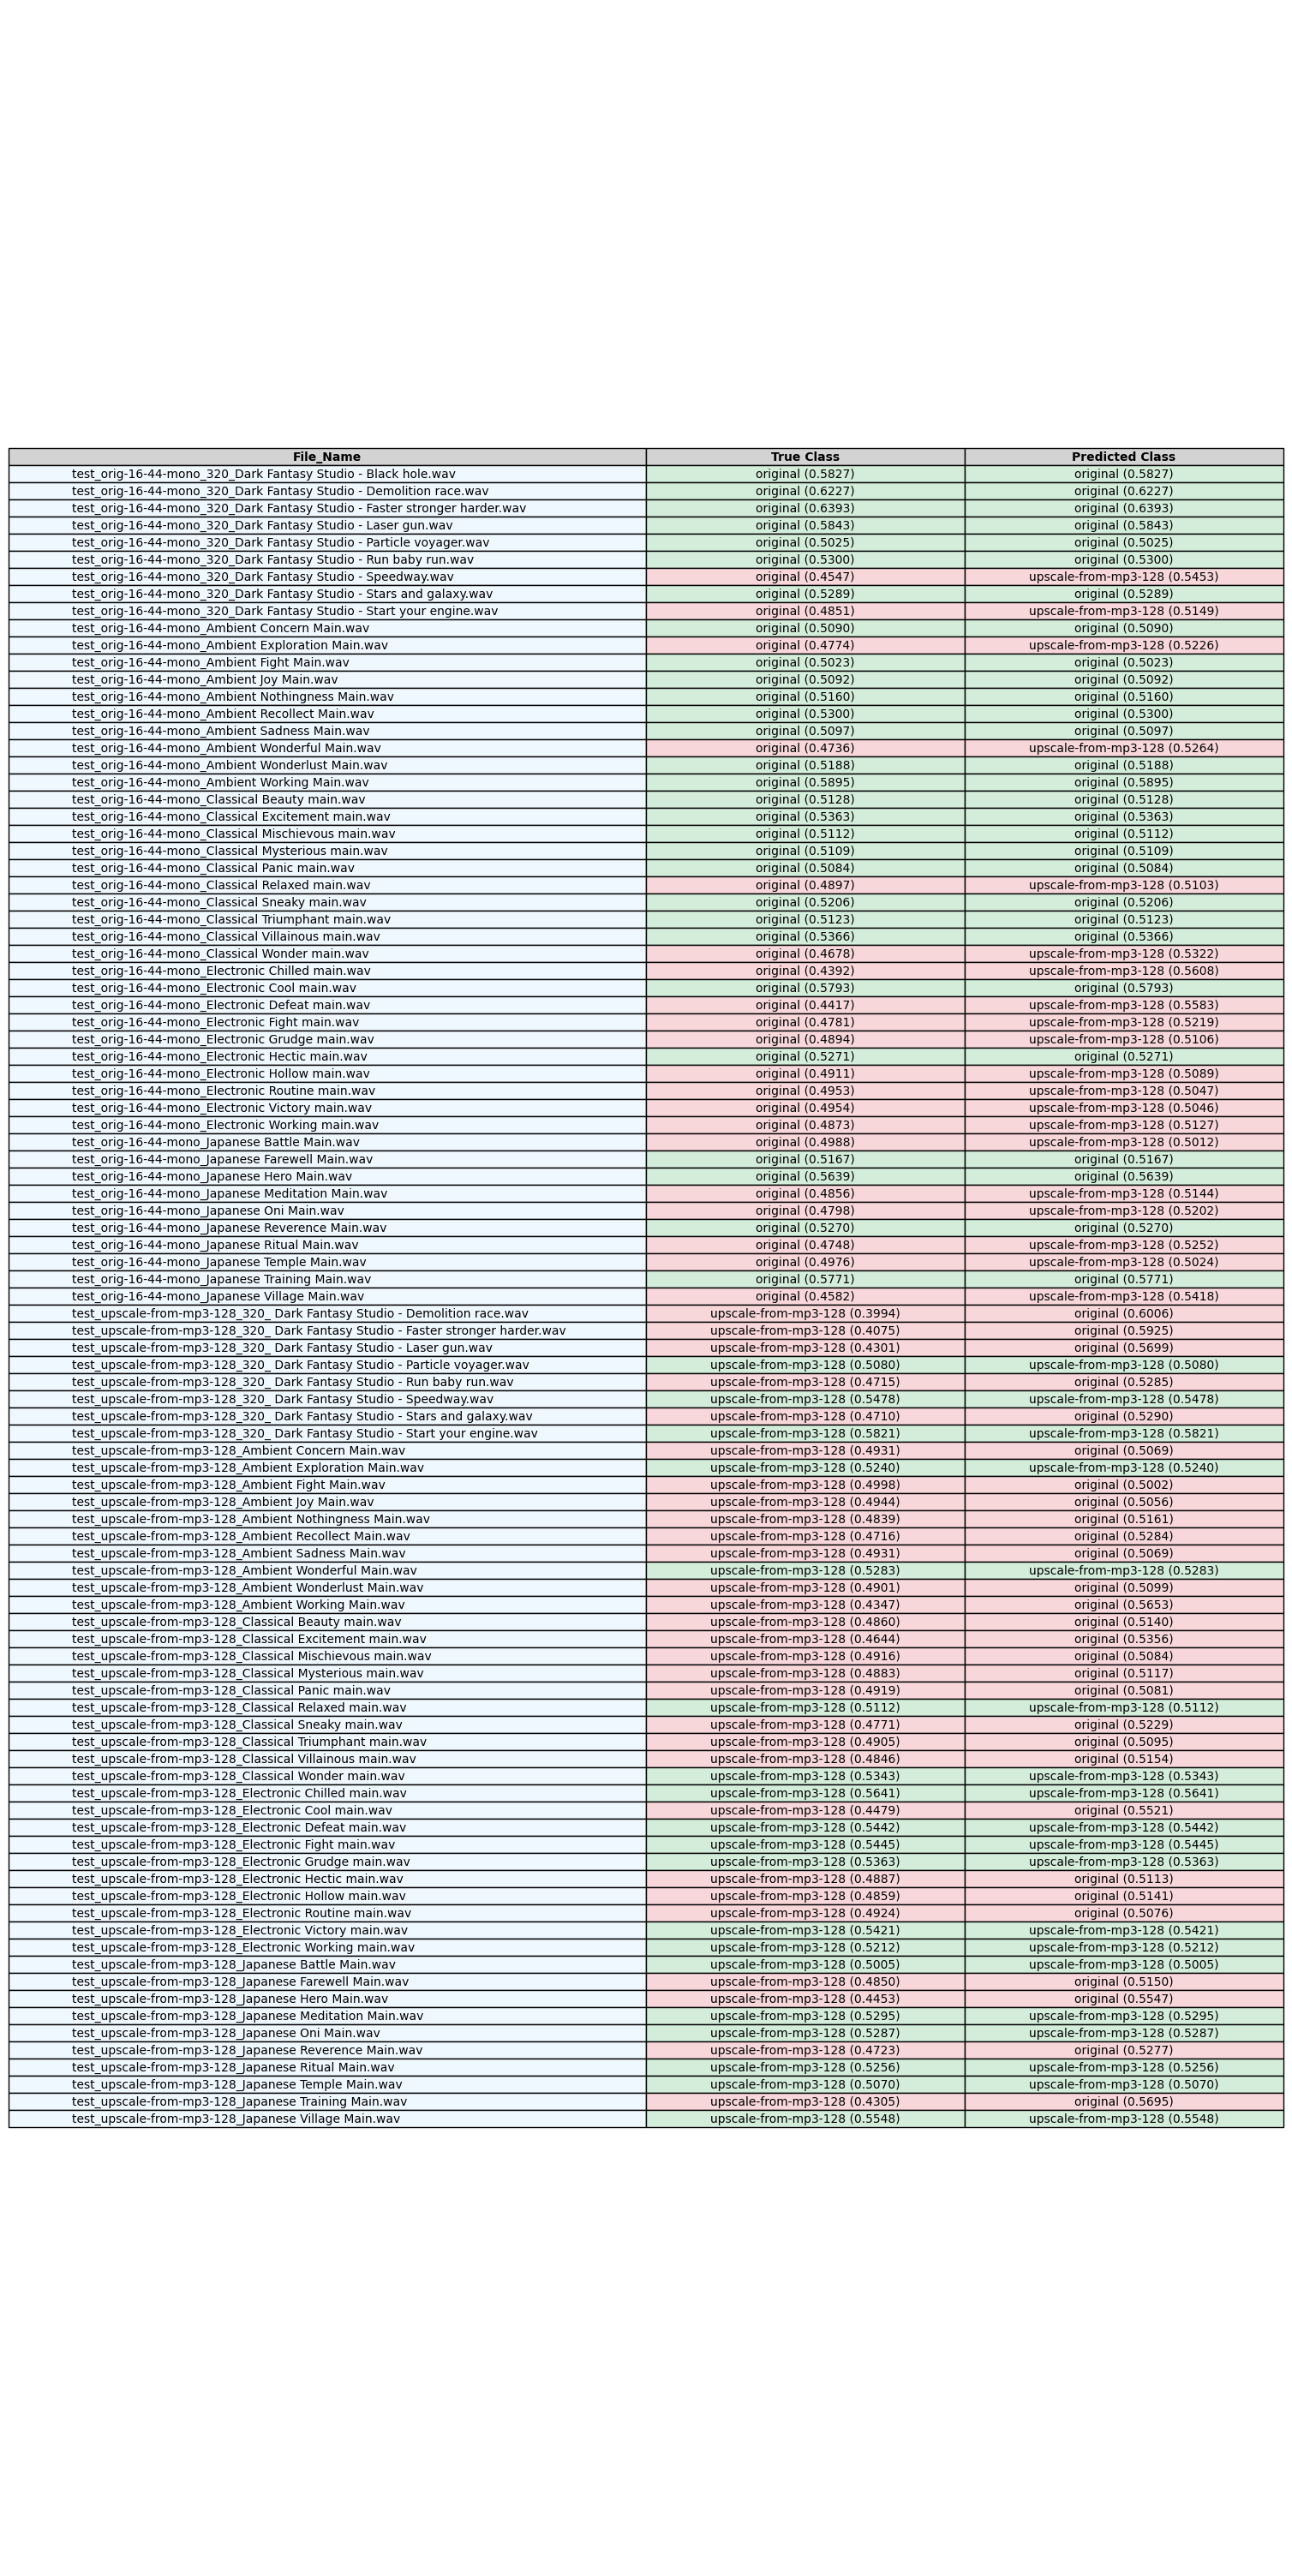 File_Name True Class Predicted Class
test_orig-16-44-mono_320_Dark Fantasy Studio - Black hole.wav original (0.5827) original (0.5827)
test_orig-16-44-mono_320_Dark Fantasy Studio - Demolition race.wav original (0.6227) original (0.6227)
test_orig-16-44-mono_320_Dark Fantasy Studio - Faster stronger harder.wav original (0.6393) original (0.6393)
test_orig-16-44-mono_320_Dark Fantasy Studio - Laser gun.wav original (0.5843) original (0.5843)
test_orig-16-44-mono_320_Dark Fantasy Studio - Particle voyager.wav original (0.5025) original (0.5025)
test_orig-16-44-mono_320_Dark Fantasy Studio - Run baby run.wav original (0.5300) original (0.5300)
test_orig-16-44-mono_320_Dark Fantasy Studio - Speedway.wav original (0.4547) upscale-from-mp3-128 (0.5453)
test_orig-16-44-mono_320_Dark Fantasy Studio - Stars and galaxy.wav original (0.5289) original (0.5289)
test_orig-16-44-mono_320_Dark Fantasy Studio - Start your engine.wav original (0.4851) upscale-from-mp3-128 (0.5149)
test_orig-16-44-mono_Ambient Concern Main.wav original (0.5090) original (0.5090)
test_orig-16-44-mono_Ambient Exploration Main.wav original (0.4774) upscale-from-mp3-128 (0.5226)
test_orig-16-44-mono_Ambient Fight Main.wav original (0.5023) original (0.5023)
test_orig-16-44-mono_Ambient Joy Main.wav original (0.5092) original (0.5092)
test_orig-16-44-mono_Ambient Nothingness Main.wav original (0.5160) original (0.5160)
test_orig-16-44-mono_Ambient Recollect Main.wav original (0.5300) original (0.5300)
test_orig-16-44-mono_Ambient Sadness Main.wav original (0.5097) original (0.5097)
test_orig-16-44-mono_Ambient Wonderful Main.wav original (0.4736) upscale-from-mp3-128 (0.5264)
test_orig-16-44-mono_Ambient Wonderlust Main.wav original (0.5188) original (0.5188)
test_orig-16-44-mono_Ambient Working Main.wav original (0.5895) original (0.5895)
test_orig-16-44-mono_Classical Beauty main.wav original (0.5128) original (0.5128)
test_orig-16-44-mono_Classical Excitement main.wav original (0.5363) original (0.5363)
test_orig-16-44-mono_Classical Mischievous main.wav original (0.5112) original (0.5112)
test_orig-16-44-mono_Classical Mysterious main.wav original (0.5109) original (0.5109)
test_orig-16-44-mono_Classical Panic main.wav original (0.5084) original (0.5084)
test_orig-16-44-mono_Classical Relaxed main.wav original (0.4897) upscale-from-mp3-128 (0.5103)
test_orig-16-44-mono_Classical Sneaky main.wav original (0.5206) original (0.5206)
test_orig-16-44-mono_Classical Triumphant main.wav original (0.5123) original (0.5123)
test_orig-16-44-mono_Classical Villainous main.wav original (0.5366) original (0.5366)
test_orig-16-44-mono_Classical Wonder main.wav original (0.4678) upscale-from-mp3-128 (0.5322)
test_orig-16-44-mono_Electronic Chilled main.wav original (0.4392) upscale-from-mp3-128 (0.5608)
test_orig-16-44-mono_Electronic Cool main.wav original (0.5793) original (0.5793)
test_orig-16-44-mono_Electronic Defeat main.wav original (0.4417) upscale-from-mp3-128 (0.5583)
test_orig-16-44-mono_Electronic Fight main.wav original (0.4781) upscale-from-mp3-128 (0.5219)
test_orig-16-44-mono_Electronic Grudge main.wav original (0.4894) upscale-from-mp3-128 (0.5106)
test_orig-16-44-mono_Electronic Hectic main.wav original (0.5271) original (0.5271)
test_orig-16-44-mono_Electronic Hollow main.wav original (0.4911) upscale-from-mp3-128 (0.5089)
test_orig-16-44-mono_Electronic Routine main.wav original (0.4953) upscale-from-mp3-128 (0.5047)
test_orig-16-44-mono_Electronic Victory main.wav original (0.4954) upscale-from-mp3-128 (0.5046)
test_orig-16-44-mono_Electronic Working main.wav original (0.4873) upscale-from-mp3-128 (0.5127)
test_orig-16-44-mono_Japanese Battle Main.wav original (0.4988) upscale-from-mp3-128 (0.5012)
test_orig-16-44-mono_Japanese Farewell Main.wav original (0.5167) original (0.5167)
test_orig-16-44-mono_Japanese Hero Main.wav original (0.5639) original (0.5639)
test_orig-16-44-mono_Japanese Meditation Main.wav original (0.4856) upscale-from-mp3-128 (0.5144)
test_orig-16-44-mono_Japanese Oni Main.wav original (0.4798) upscale-from-mp3-128 (0.5202)
test_orig-16-44-mono_Japanese Reverence Main.wav original (0.5270) original (0.5270)
test_orig-16-44-mono_Japanese Ritual Main.wav original (0.4748) upscale-from-mp3-128 (0.5252)
test_orig-16-44-mono_Japanese Temple Main.wav original (0.4976) upscale-from-mp3-128 (0.5024)
test_orig-16-44-mono_Japanese Training Main.wav original (0.5771) original (0.5771)
test_orig-16-44-mono_Japanese Village Main.wav original (0.4582) upscale-from-mp3-128 (0.5418)
test_upscale-from-mp3-128_320_ Dark Fantasy Studio - Demolition race.wav upscale-from-mp3-128 (0.3994) original (0.6006)
test_upscale-from-mp3-128_320_ Dark Fantasy Studio - Faster stronger harder.wav upscale-from-mp3-128 (0.4075) original (0.5925)
test_upscale-from-mp3-128_320_ Dark Fantasy Studio - Laser gun.wav upscale-from-mp3-128 (0.4301) original (0.5699)
test_upscale-from-mp3-128_320_ Dark Fantasy Studio - Particle voyager.wav upscale-from-mp3-128 (0.5080) upscale-from-mp3-128 (0.5080)
test_upscale-from-mp3-128_320_ Dark Fantasy Studio - Run baby run.wav upscale-from-mp3-128 (0.4715) original (0.5285)
test_upscale-from-mp3-128_320_ Dark Fantasy Studio - Speedway.wav upscale-from-mp3-128 (0.5478) upscale-from-mp3-128 (0.5478)
test_upscale-from-mp3-128_320_ Dark Fantasy Studio - Stars and galaxy.wav upscale-from-mp3-128 (0.4710) original (0.5290)
test_upscale-from-mp3-128_320_ Dark Fantasy Studio - Start your engine.wav upscale-from-mp3-128 (0.5821) upscale-from-mp3-128 (0.5821)
test_upscale-from-mp3-128_Ambient Concern Main.wav upscale-from-mp3-128 (0.4931) original (0.5069)
test_upscale-from-mp3-128_Ambient Exploration Main.wav upscale-from-mp3-128 (0.5240) upscale-from-mp3-128 (0.5240)
test_upscale-from-mp3-128_Ambient Fight Main.wav upscale-from-mp3-128 (0.4998) original (0.5002)
test_upscale-from-mp3-128_Ambient Joy Main.wav upscale-from-mp3-128 (0.4944) original (0.5056)
test_upscale-from-mp3-128_Ambient Nothingness Main.wav upscale-from-mp3-128 (0.4839) original (0.5161)
test_upscale-from-mp3-128_Ambient Recollect Main.wav upscale-from-mp3-128 (0.4716) original (0.5284)
test_upscale-from-mp3-128_Ambient Sadness Main.wav upscale-from-mp3-128 (0.4931) original (0.5069)
test_upscale-from-mp3-128_Ambient Wonderful Main.wav upscale-from-mp3-128 (0.5283) upscale-from-mp3-128 (0.5283)
test_upscale-from-mp3-128_Ambient Wonderlust Main.wav upscale-from-mp3-128 (0.4901) original (0.5099)
test_upscale-from-mp3-128_Ambient Working Main.wav upscale-from-mp3-128 (0.4347) original (0.5653)
test_upscale-from-mp3-128_Classical Beauty main.wav upscale-from-mp3-128 (0.4860) original (0.5140)
test_upscale-from-mp3-128_Classical Excitement main.wav upscale-from-mp3-128 (0.4644) original (0.5356)
test_upscale-from-mp3-128_Classical Mischievous main.wav upscale-from-mp3-128 (0.4916) original (0.5084)
test_upscale-from-mp3-128_Classical Mysterious main.wav upscale-from-mp3-128 (0.4883) original (0.5117)
test_upscale-from-mp3-128_Classical Panic main.wav upscale-from-mp3-128 (0.4919) original (0.5081)
test_upscale-from-mp3-128_Classical Relaxed main.wav upscale-from-mp3-128 (0.5112) upscale-from-mp3-128 (0.5112)
test_upscale-from-mp3-128_Classical Sneaky main.wav upscale-from-mp3-128 (0.4771) original (0.5229)
test_upscale-from-mp3-128_Classical Triumphant main.wav upscale-from-mp3-128 (0.4905) original (0.5095)
test_upscale-from-mp3-128_Classical Villainous main.wav upscale-from-mp3-128 (0.4846) original (0.5154)
test_upscale-from-mp3-128_Classical Wonder main.wav upscale-from-mp3-128 (0.5343) upscale-from-mp3-128 (0.5343)
test_upscale-from-mp3-128_Electronic Chilled main.wav upscale-from-mp3-128 (0.5641) upscale-from-mp3-128 (0.5641)
test_upscale-from-mp3-128_Electronic Cool main.wav upscale-from-mp3-128 (0.4479) original (0.5521)
test_upscale-from-mp3-128_Electronic Defeat main.wav upscale-from-mp3-128 (0.5442) upscale-from-mp3-128 (0.5442)
test_upscale-from-mp3-128_Electronic Fight main.wav upscale-from-mp3-128 (0.5445) upscale-from-mp3-128 (0.5445)
test_upscale-from-mp3-128_Electronic Grudge main.wav upscale-from-mp3-128 (0.5363) upscale-from-mp3-128 (0.5363)
test_upscale-from-mp3-128_Electronic Hectic main.wav upscale-from-mp3-128 (0.4887) original (0.5113)
test_upscale-from-mp3-128_Electronic Hollow main.wav upscale-from-mp3-128 (0.4859) original (0.5141)
test_upscale-from-mp3-128_Electronic Routine main.wav upscale-from-mp3-128 (0.4924) original (0.5076)
test_upscale-from-mp3-128_Electronic Victory main.wav upscale-from-mp3-128 (0.5421) upscale-from-mp3-128 (0.5421)
test_upscale-from-mp3-128_Electronic Working main.wav upscale-from-mp3-128 (0.5212) upscale-from-mp3-128 (0.5212)
test_upscale-from-mp3-128_Japanese Battle Main.wav upscale-from-mp3-128 (0.5005) upscale-from-mp3-128 (0.5005)
test_upscale-from-mp3-128_Japanese Farewell Main.wav upscale-from-mp3-128 (0.4850) original (0.5150)
test_upscale-from-mp3-128_Japanese Hero Main.wav upscale-from-mp3-128 (0.4453) original (0.5547)
test_upscale-from-mp3-128_Japanese Meditation Main.wav upscale-from-mp3-128 (0.5295) upscale-from-mp3-128 (0.5295)
test_upscale-from-mp3-128_Japanese Oni Main.wav upscale-from-mp3-128 (0.5287) upscale-from-mp3-128 (0.5287)
test_upscale-from-mp3-128_Japanese Reverence Main.wav upscale-from-mp3-128 (0.4723) original (0.5277)
test_upscale-from-mp3-128_Japanese Ritual Main.wav upscale-from-mp3-128 (0.5256) upscale-from-mp3-128 (0.5256)
test_upscale-from-mp3-128_Japanese Temple Main.wav upscale-from-mp3-128 (0.5070) upscale-from-mp3-128 (0.5070)
test_upscale-from-mp3-128_Japanese Training Main.wav upscale-from-mp3-128 (0.4305) original (0.5695)
test_upscale-from-mp3-128_Japanese Village Main.wav upscale-from-mp3-128 (0.5548) upscale-from-mp3-128 (0.5548)